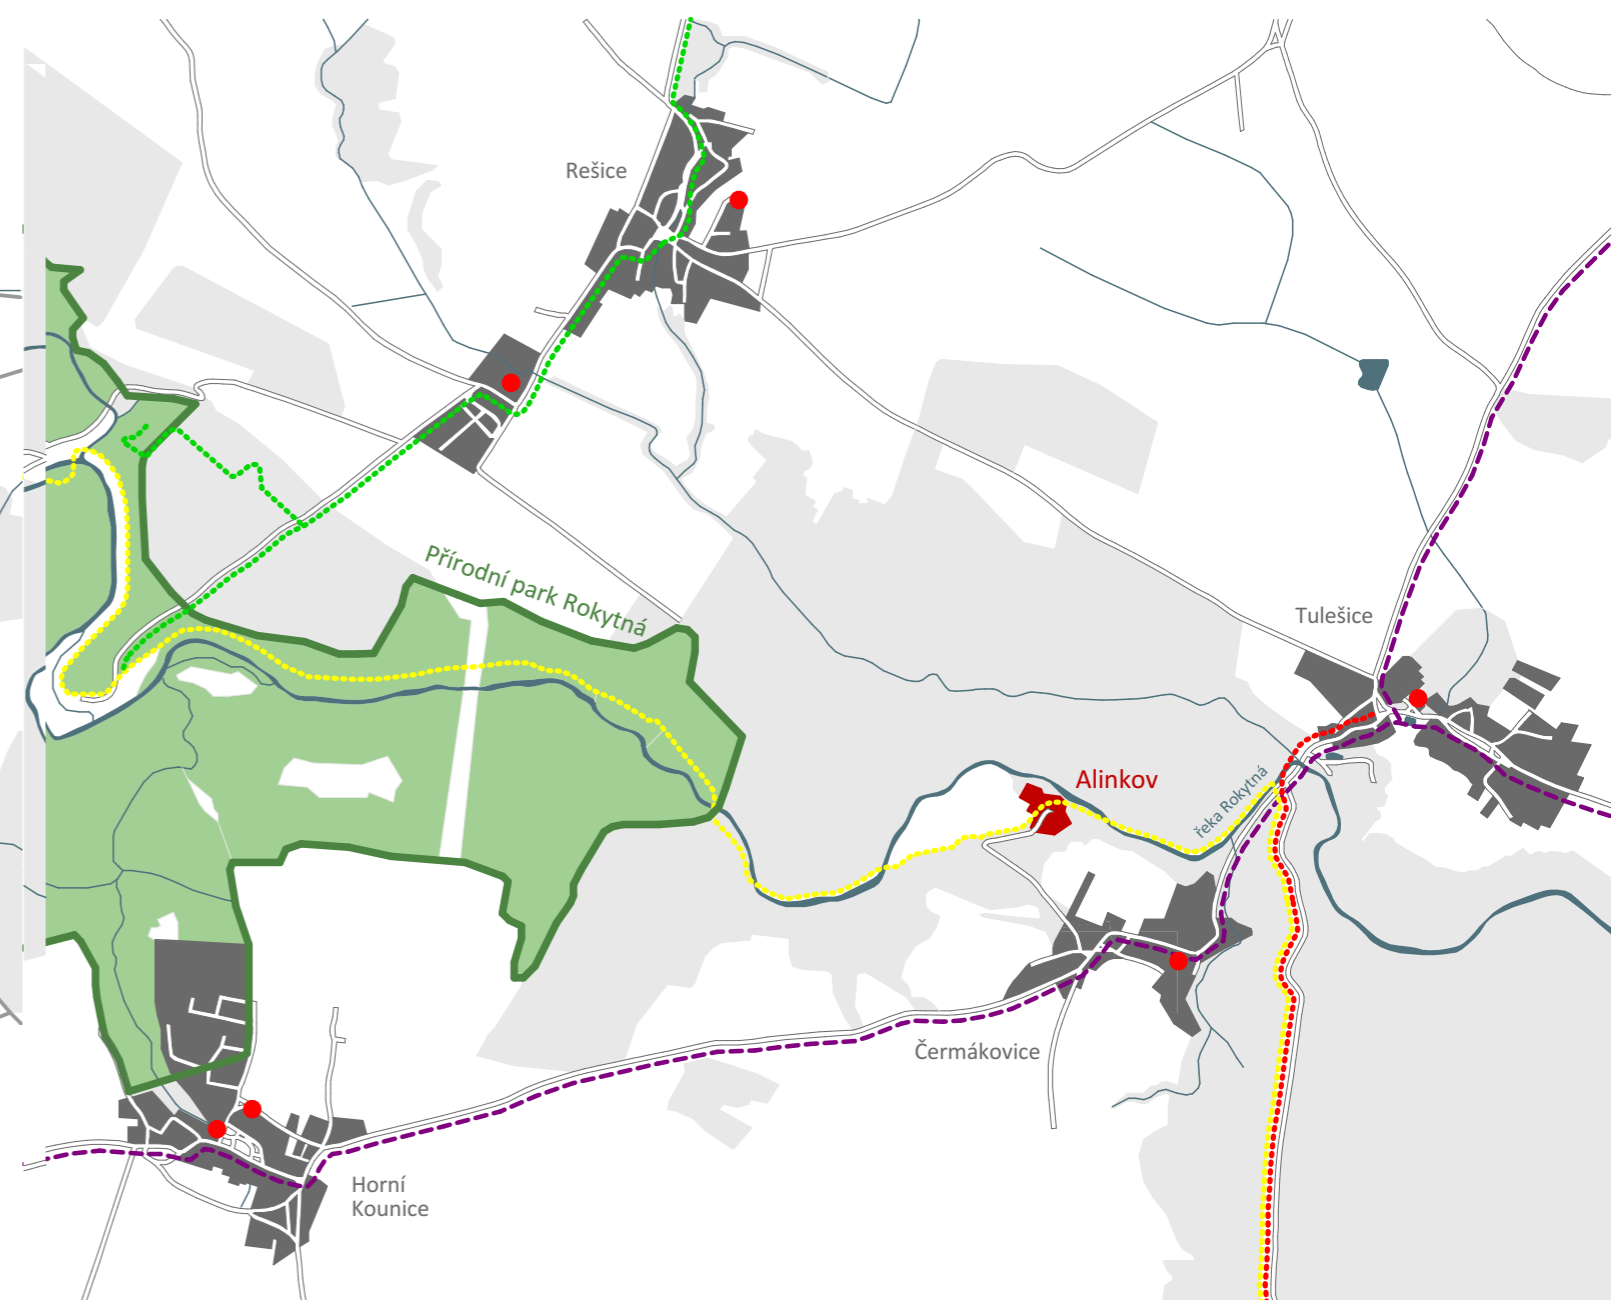 Rešice
Přírodní park Rokytná
Tulešice
Alinkov
řeka Rokytná
Čermákovice
Horní
Kounice